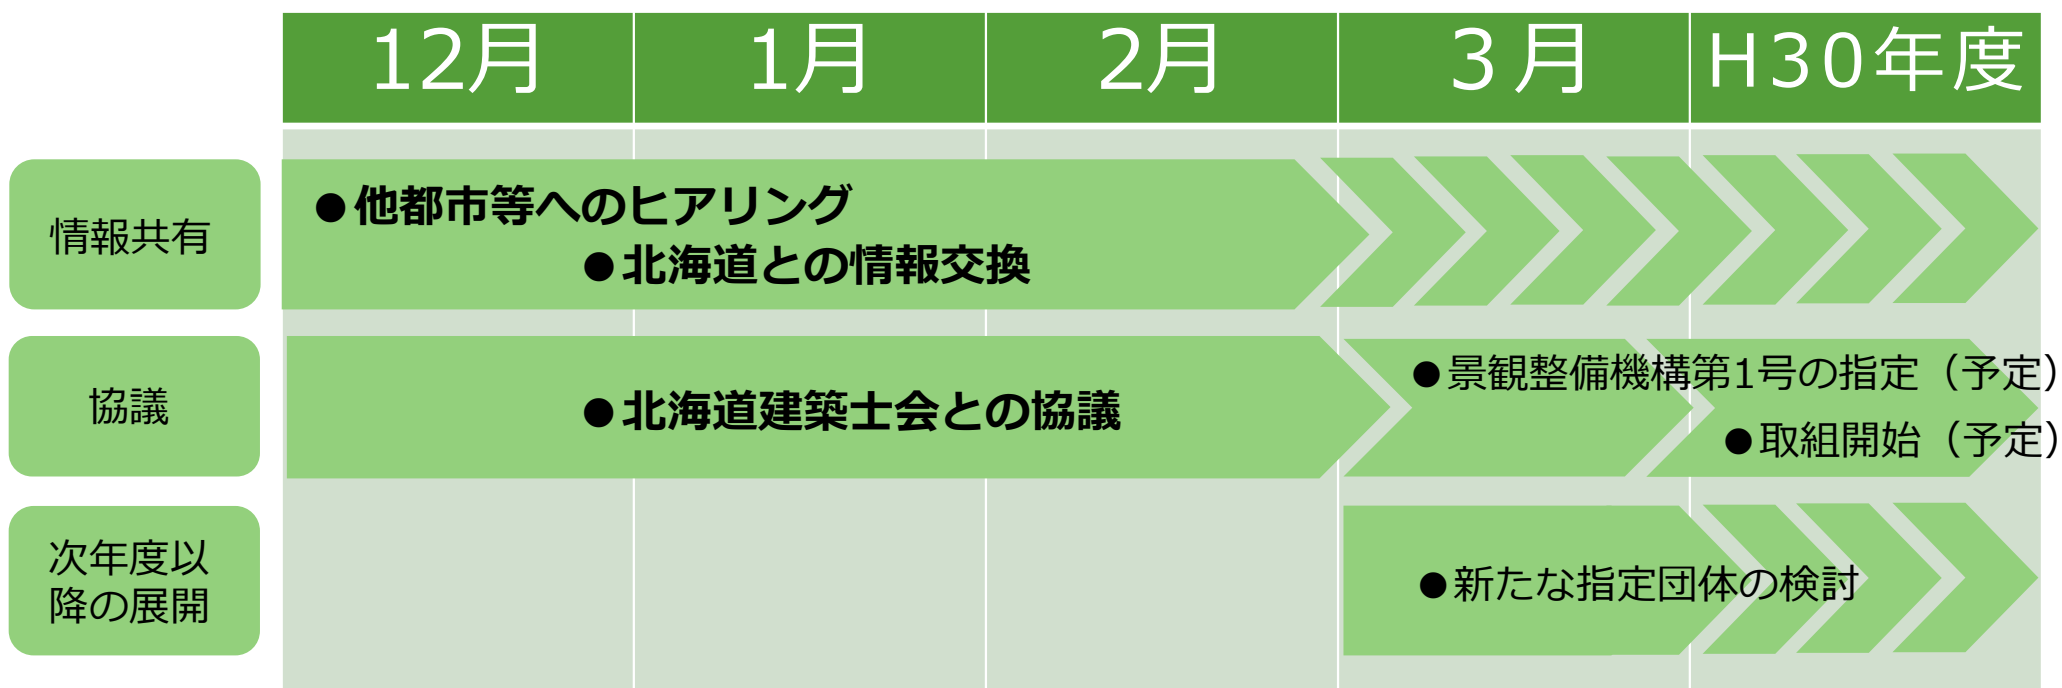 12月 1月 2月 3月 H30年度
情報共有
●他都市等へのヒアリング
●北海道との情報交換
協議
●北海道建築士会との協議
●景観整備機構第1号の指定（予定）
●取組開始（予定）
次年度以
降の展開
●新たな指定団体の検討